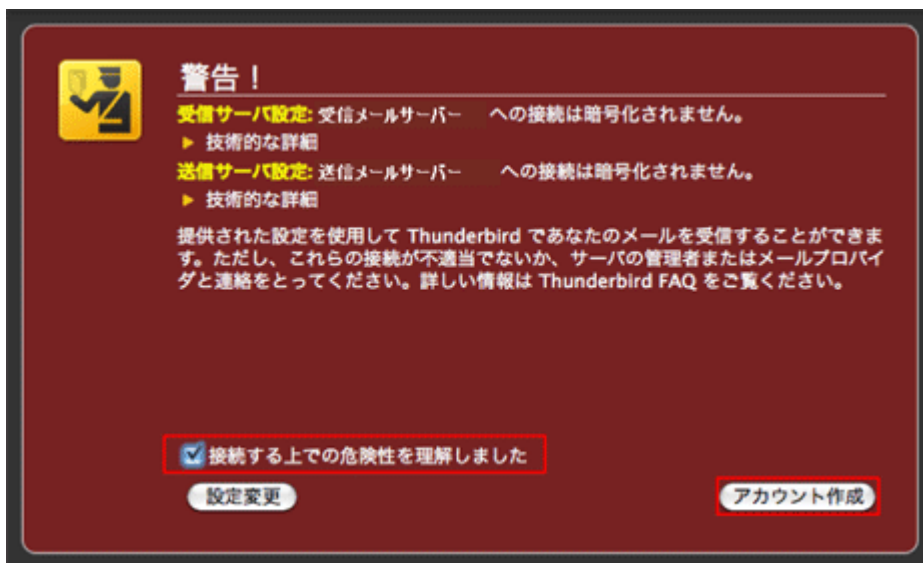 警告！
受信サーバ設定: 受信メールサーバー への接続は暗号化されません。
▶ 技術的な詳細
送信サーバ設定: 送信メールサーバー への接続は暗号化されません。
▶ 技術的な詳細
提供された設定を使用して Thunderbird であなたのメールを受信することができま
す。ただし、これらの接続が不適当でないか、サーバの管理者またはメールプロバイ
ダと連絡をとってください。詳しい情報は Thunderbird FAQ をご覧ください。
接続する上での危険性を理解しました
設定変更
アカウント作成